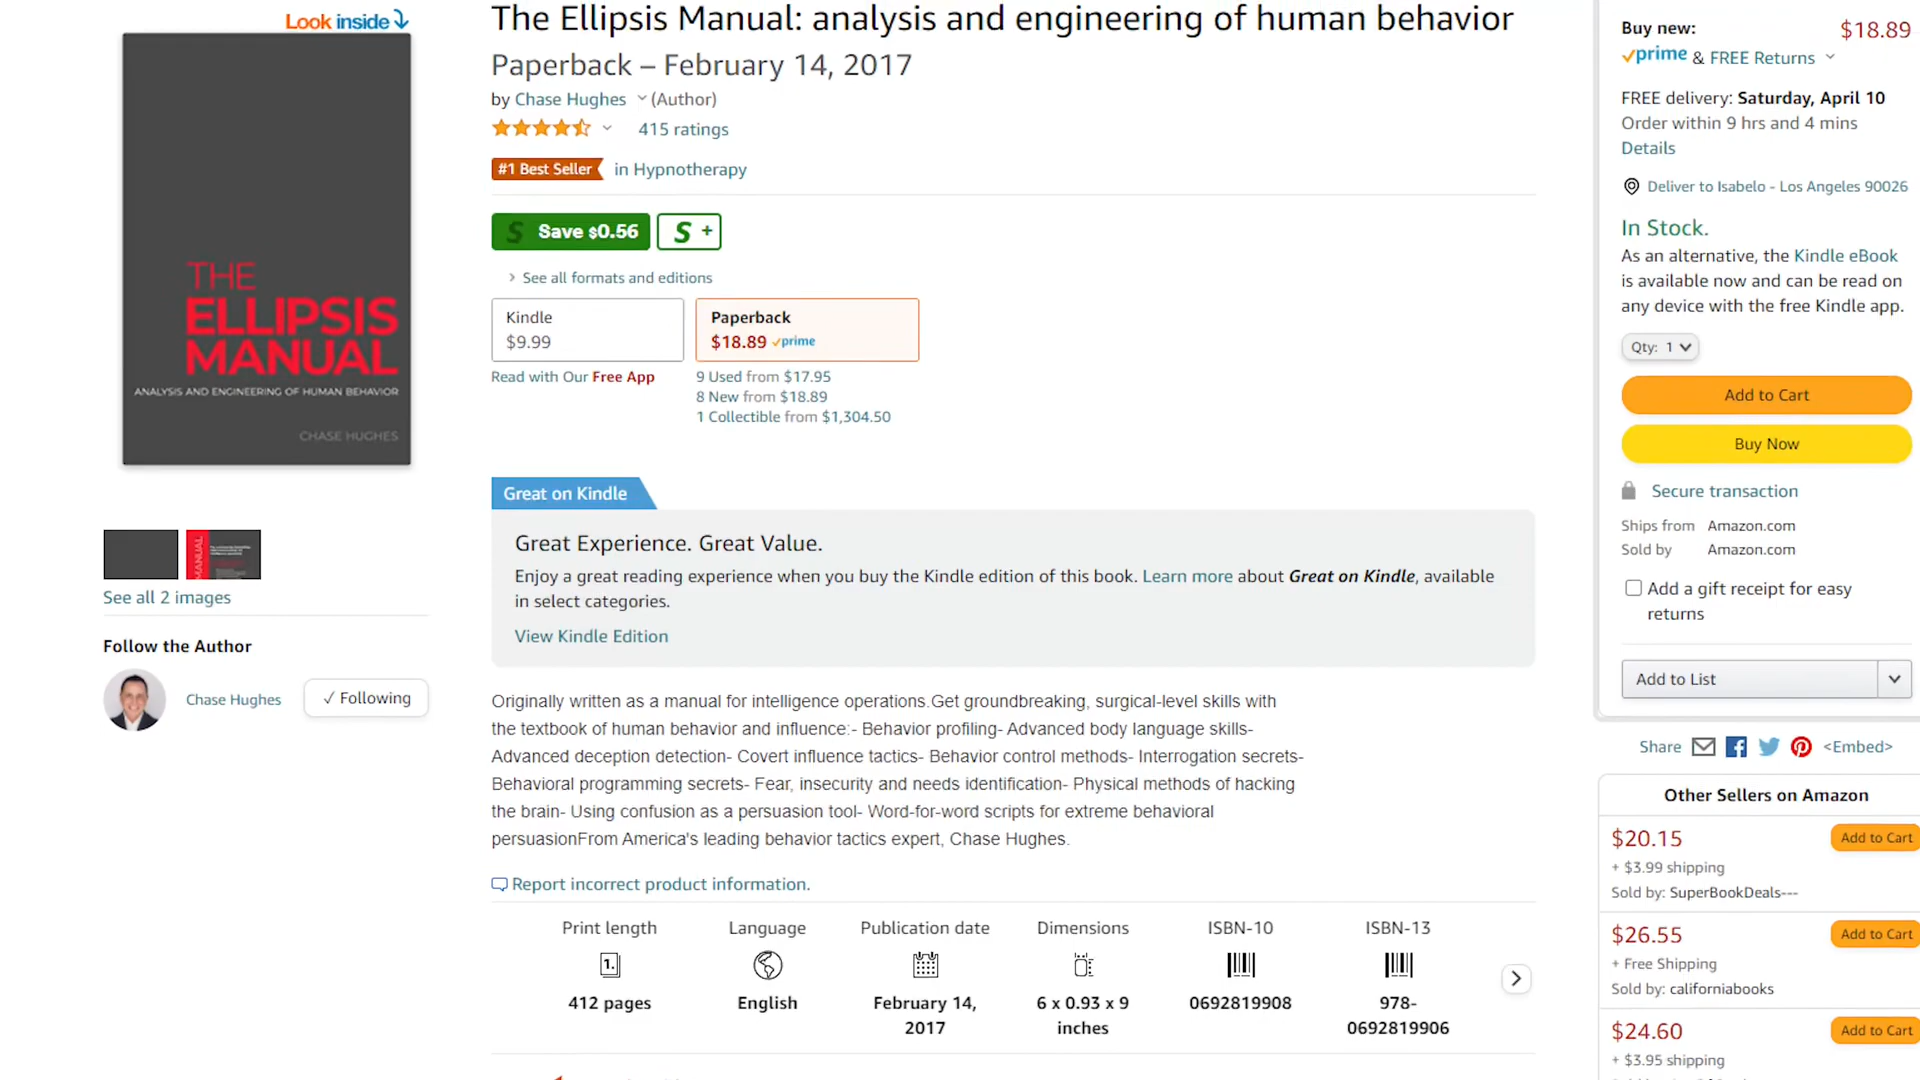 Look inside
THE
ELLIPSIS
MANUAL
ANALYSIS AND ENGINEERING OF HUMAN BEHAVIOR
CHASE HUGHES
MANUAL
See all 2 images
Follow the Author
Chase Hughes
✓ Following
The Ellipsis Manual: analysis and engineering of human behavior
Paperback – February 14, 2017
by Chase Hughes (Author)
415 ratings
#1 Best Seller in Hypnotherapy
S Save $0.56 S +
› See all formats and editions
Kindle
$9.99
Read with Our Free App
Paperback
$18.89 prime
9 Used from $17.95
8 New from $18.89
1 Collectible from $1,304.50
Great on Kindle
Great Experience. Great Value.
Enjoy a great reading experience when you buy the Kindle edition of this book. Learn more about Great on Kindle, available
in select categories.
View Kindle Edition
Originally written as a manual for intelligence operations.Get groundbreaking, surgical-level skills with
the textbook of human behavior and influence:- Behavior profiling- Advanced body language skills-
Advanced deception detection- Covert influence tactics- Behavior control methods- Interrogation secrets-
Behavioral programming secrets- Fear, insecurity and needs identification- Physical methods of hacking
the brain- Using confusion as a persuasion tool- Word-for-word scripts for extreme behavioral
persuasionFrom America's leading behavior tactics expert, Chase Hughes.
Report incorrect product information.
Print length
1.
412 pages
Language
English
Publication date
February 14,
2017
Dimensions
6 x 0.93 x 9
inches
ISBN-10
0692819908
ISBN-13
978-
0692819906
Buy new: $18.89
prime & FREE Returns
FREE delivery: Saturday, April 10
Order within 9 hrs and 4 mins
Details
Deliver to Isabelo - Los Angeles 90026
In Stock.
As an alternative, the Kindle eBook
is available now and can be read on
any device with the free Kindle app.
Qty: 1
Add to Cart
Buy Now
Secure transaction
Ships from Amazon.com
Sold by Amazon.com
Add a gift receipt for easy
returns
Add to List
Share <Embed>
Other Sellers on Amazon
$20.15 Add to Cart
+ $3.99 shipping
Sold by: SuperBookDeals---
$26.55 Add to Cart
+ Free Shipping
Sold by: californiabooks
$24.60 Add to Cart
+ $3.95 shipping